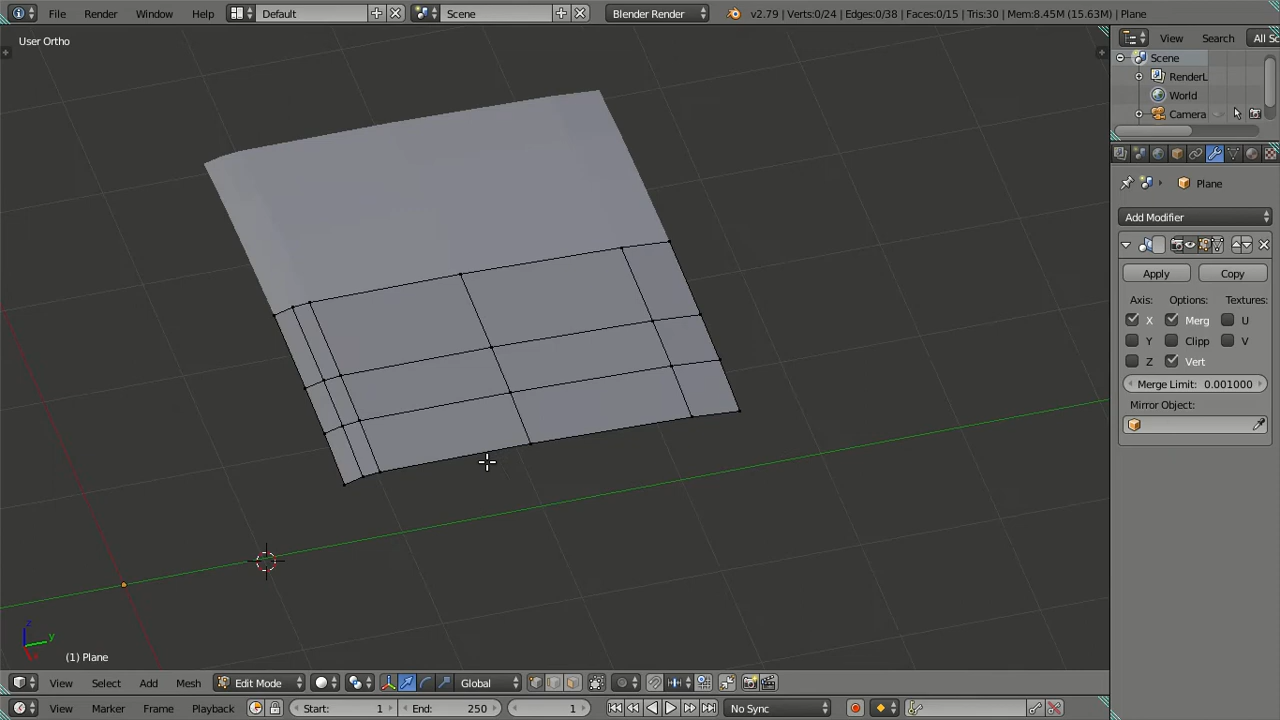 File Render Window Help Default Scene Blender Render v2.79 | Verts:0/24 | Edges:0/38 | Faces:0/15 | Tris:30 | Mem:8.45M (15.63M) | Plane
User Ortho
View Search All Sc
Scene
RenderL
World
Camera
Plane
Add Modifier
Apply Copy
Axis: Options: Textures:
X Merg U
Y Clipp V
Z Vert
Merge Limit: 0.001000
Mirror Object:
z
y
(1) Plane
View Select Add Mesh Edit Mode Global
View Marker Frame Playback Start: 1 End: 250 1 No Sync